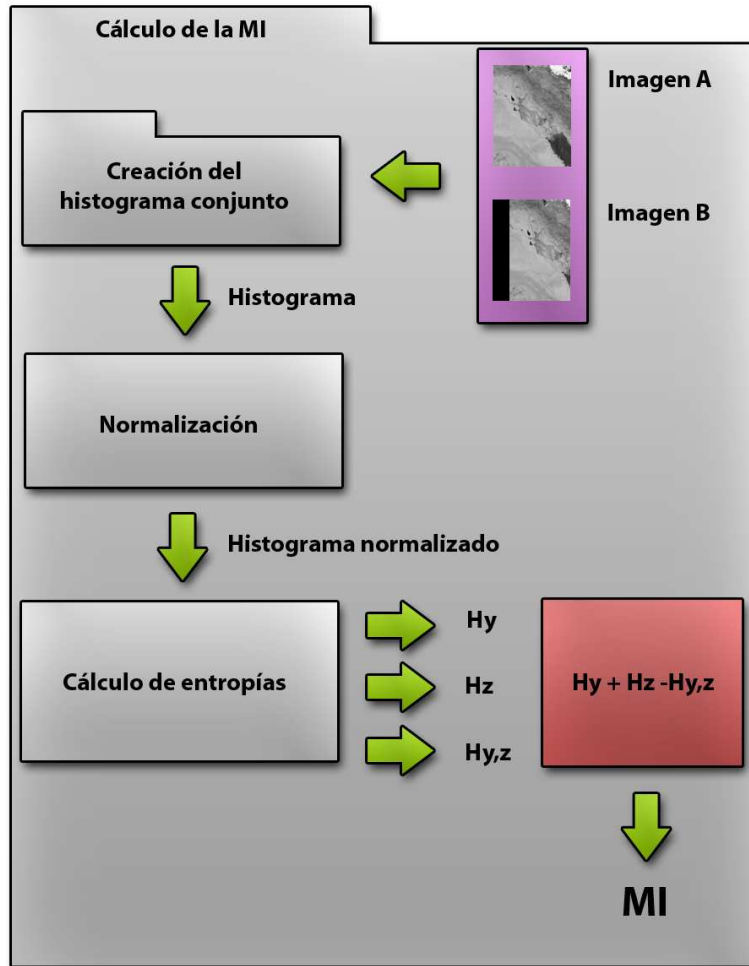 Cálculo de la MI
Imagen A
Creación del
histograma conjunto
Imagen B
Histograma
Normalización
Histograma normalizado
Cálculo de entropías
Hy
Hz
Hy,z
Hy + Hz -Hy,z
MI